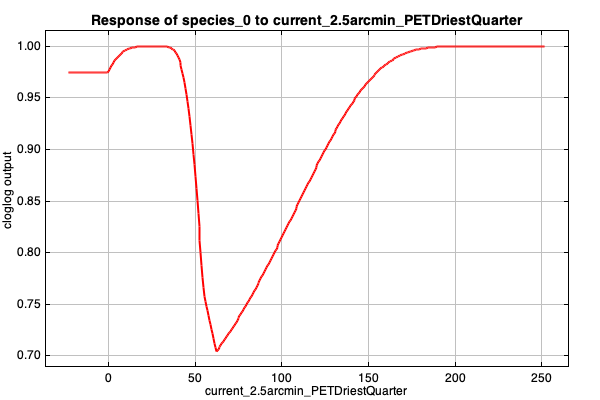 Response of species_0 to current_2.5arcmin_PETDriestQuarter
1.00
0.95
0.90
0.85
0.80
0.75
0.70
cloglog output
0 50 100 150 200 250
current_2.5arcmin_PETDriestQuarter